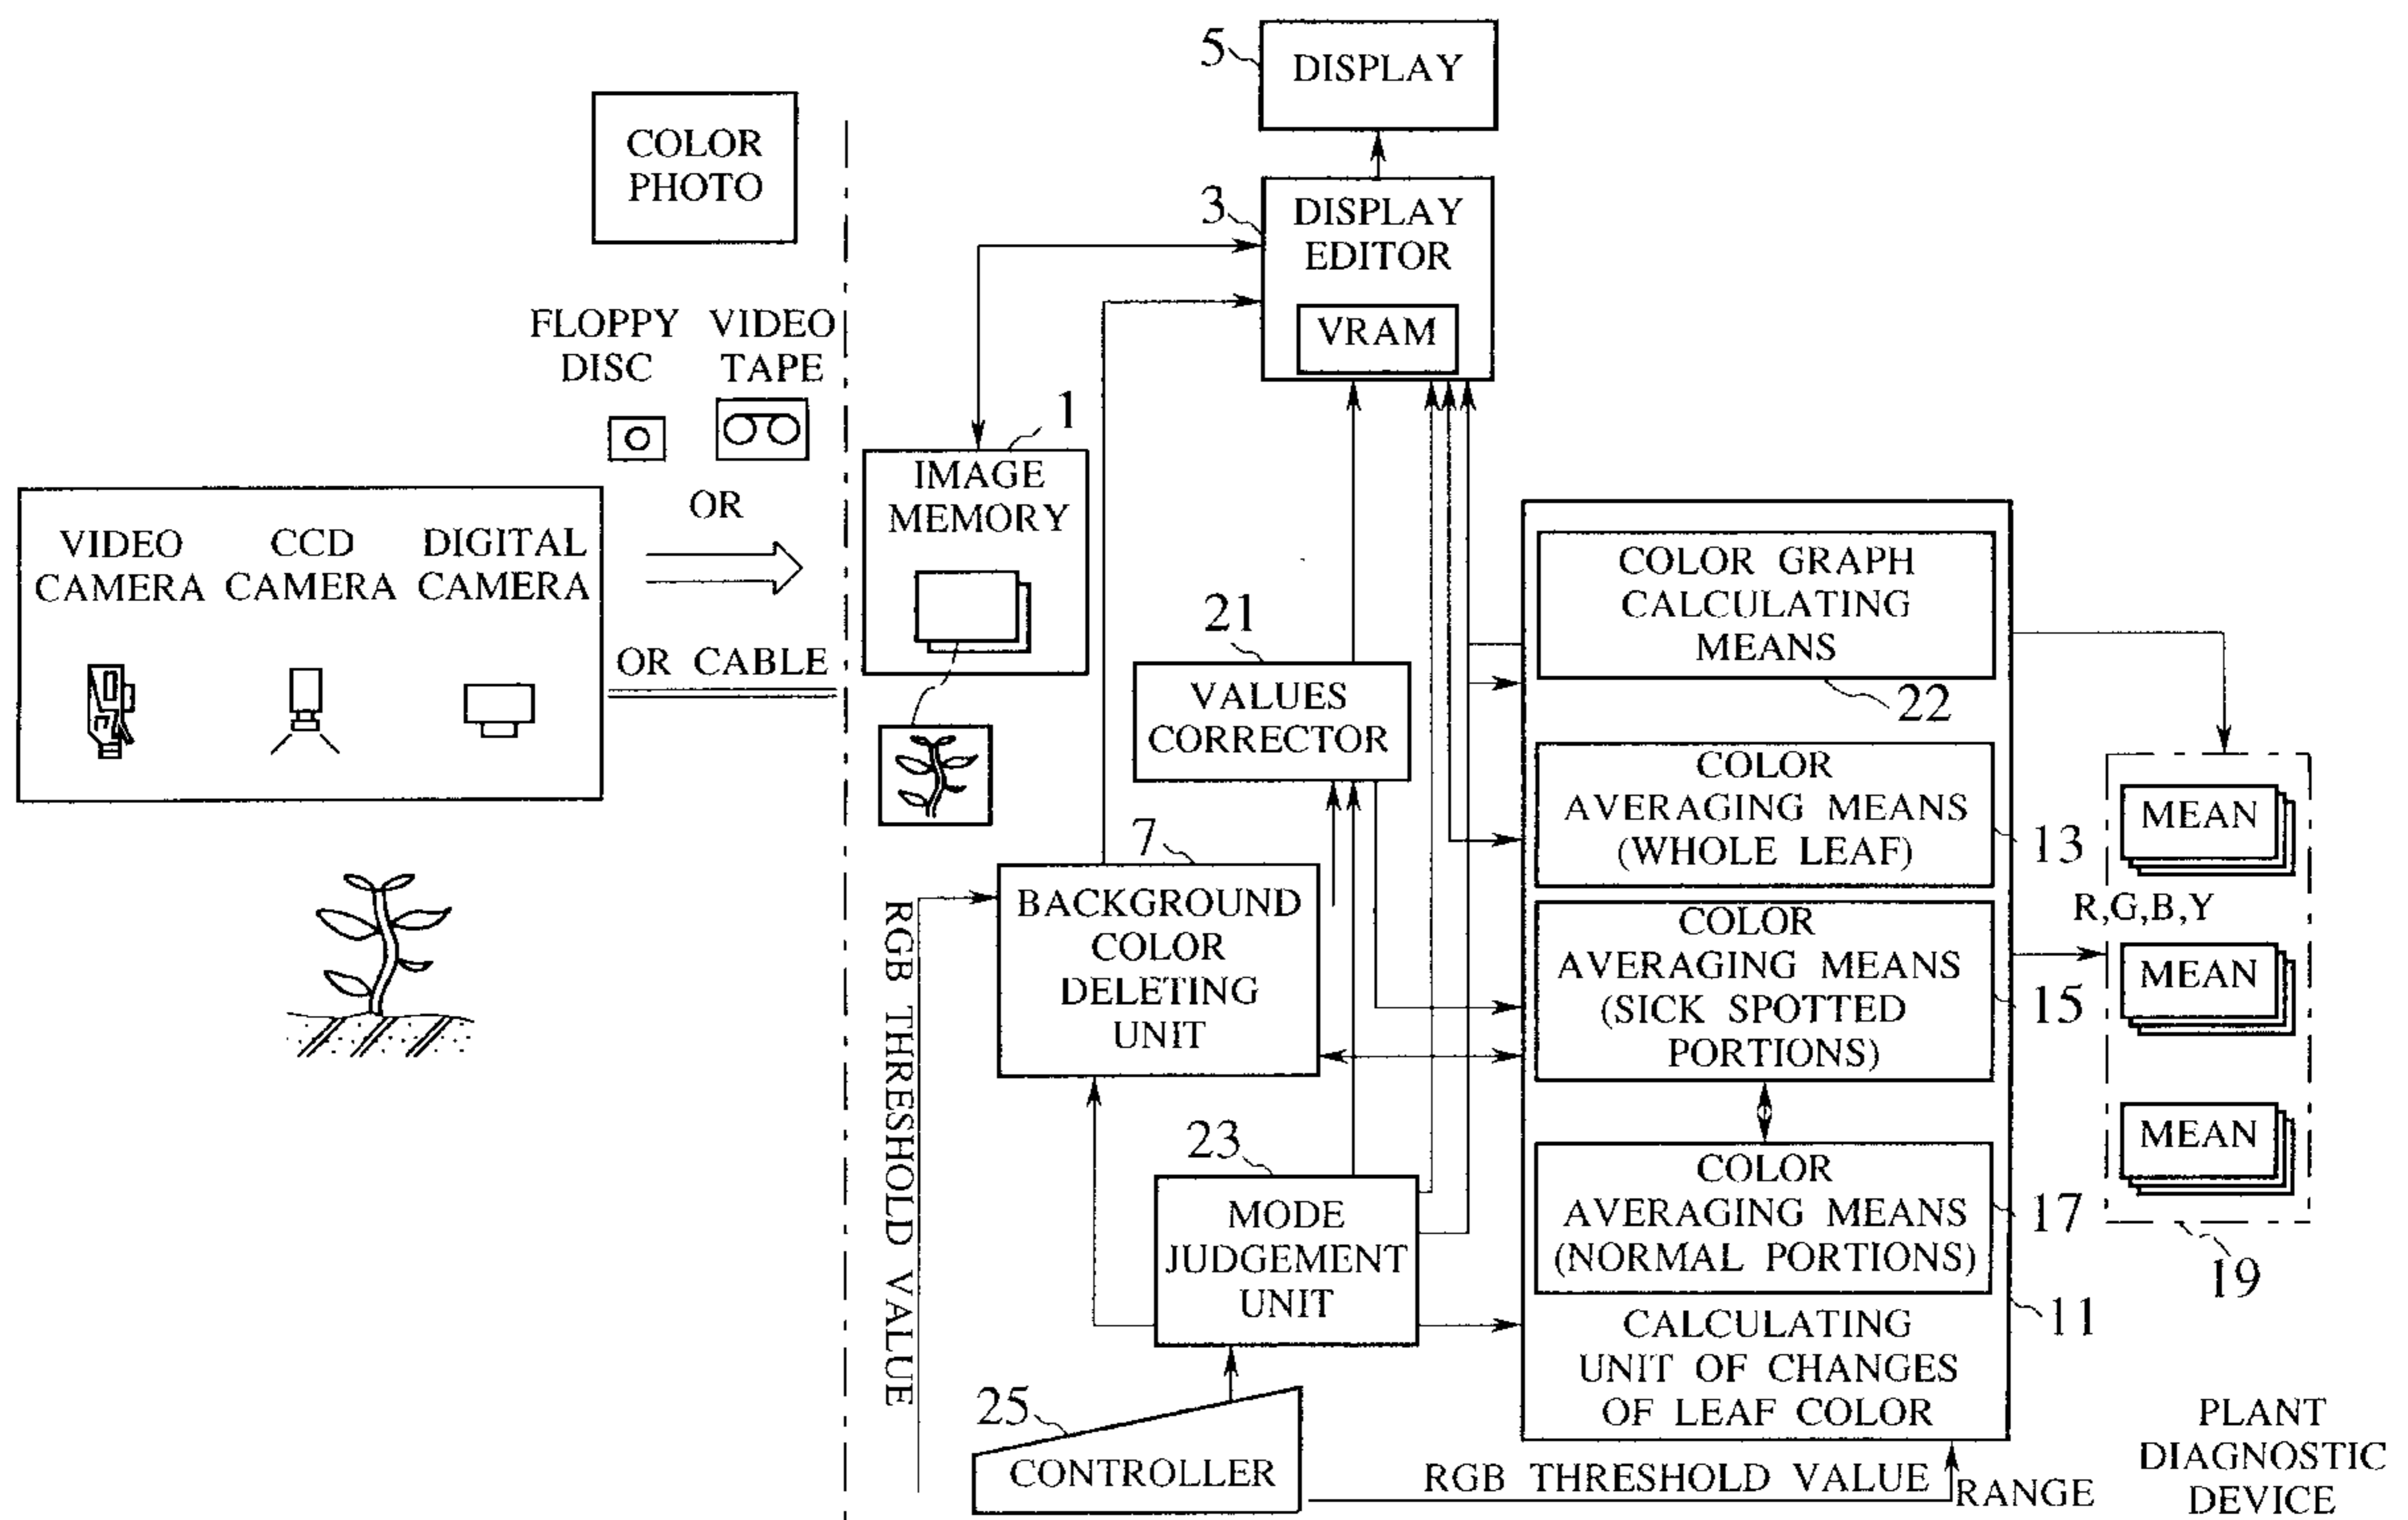 5
DISPLAY
COLOR
PHOTO
3
DISPLAY
EDITOR
VRAM
FLOPPY
DISC
VIDEO
TAPE
1
IMAGE
MEMORY
OR
VIDEO
CAMERA
CCD
CAMERA
DIGITAL
CAMERA
OR CABLE
21
VALUES
CORRECTOR
COLOR GRAPH
CALCULATING
MEANS
22
COLOR
AVERAGING MEANS
(WHOLE LEAF)
13
MEAN
7
BACKGROUND
COLOR
DELETING
UNIT
RGB THRESHOLD VALUE
COLOR
AVERAGING MEANS
(SICK SPOTTED
PORTIONS)
15
R,G,B,Y
MEAN
MEAN
23
MODE
JUDGEMENT
UNIT
COLOR
AVERAGING MEANS
(NORMAL PORTIONS)
17
19
11
CALCULATING
UNIT OF CHANGES
OF LEAF COLOR
25
CONTROLLER
RGB THRESHOLD VALUE
RANGE
PLANT
DIAGNOSTIC
DEVICE